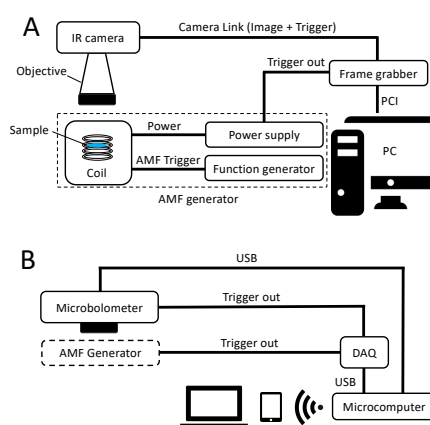 A
IR camera
Camera Link (Image + Trigger)
Trigger out
Objective
Frame grabber
PCI
Sample
Power
Power supply
PC
AMF Trigger
Function generator
Coil
AMF generator
B
USB
Microbolometer
Trigger out
AMF Generator
Trigger out
DAQ
USB
Microcomputer